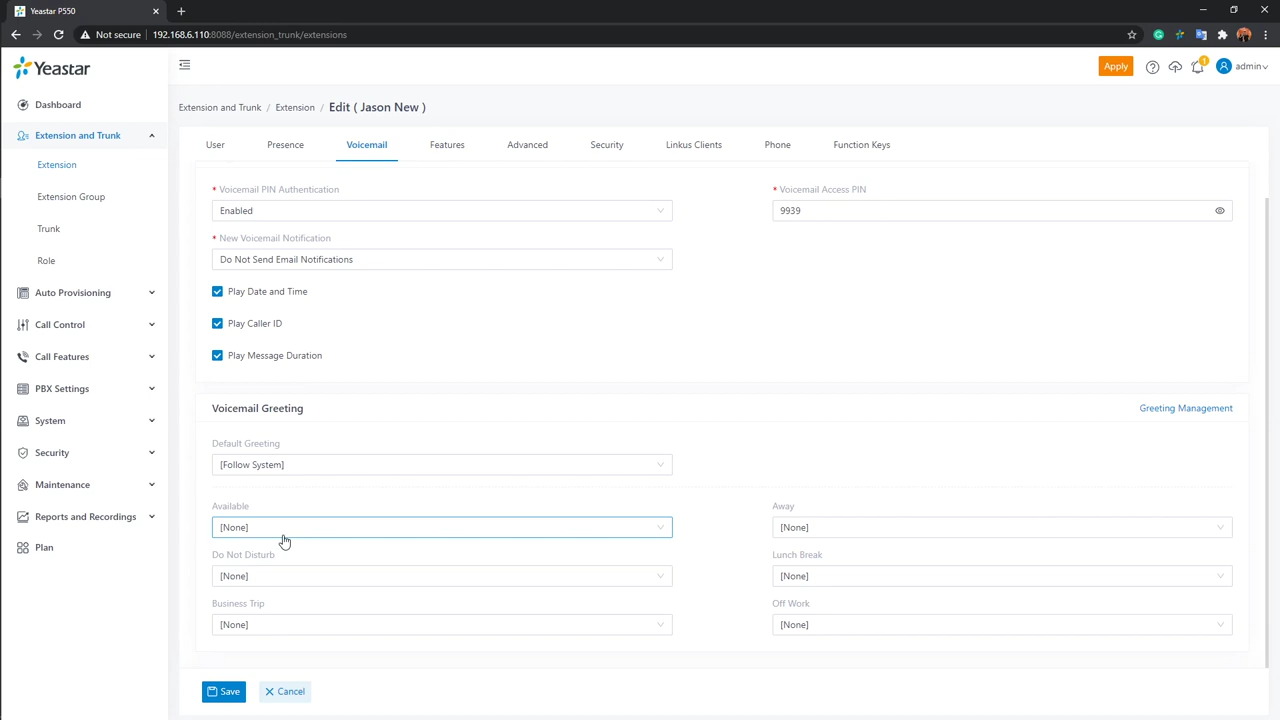 Yeastar P550
Not secure 192.168.6.110:8088/extension_trunk/extensions
Yeastar
Apply
1
admin
Dashboard
Extension and Trunk
Extension
Extension Group
Trunk
Role
Auto Provisioning
Call Control
Call Features
PBX Settings
System
Security
Maintenance
Reports and Recordings
Plan
Extension and Trunk / Extension / Edit ( Jason New )
User Presence Voicemail Features Advanced Security Linkus Clients Phone Function Keys
* Voicemail PIN Authentication
Enabled
* Voicemail Access PIN
9939
* New Voicemail Notification
Do Not Send Email Notifications
Play Date and Time
Play Caller ID
Play Message Duration
Voicemail Greeting
Greeting Management
Default Greeting
[Follow System]
Available
[None]
Away
[None]
Do Not Disturb
[None]
Lunch Break
[None]
Business Trip
[None]
Off Work
[None]
Save
Cancel